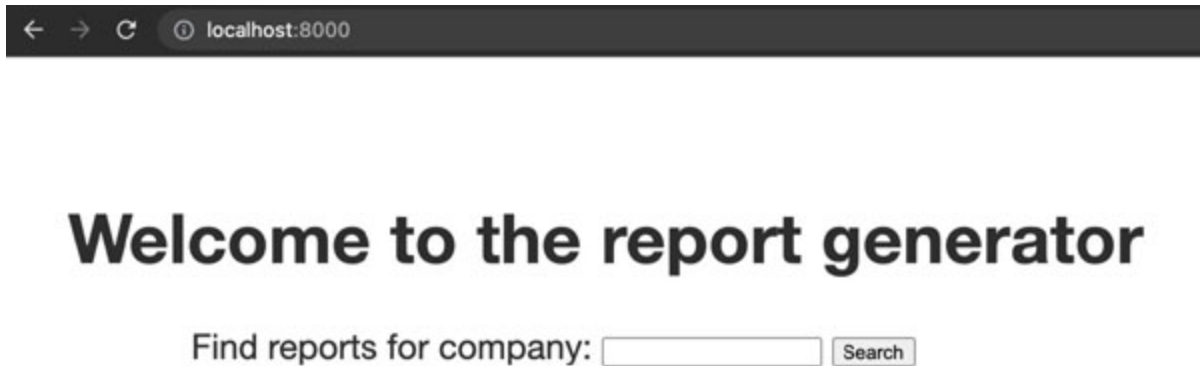 localhost:8000
Welcome to the report generator
Find reports for company: Search